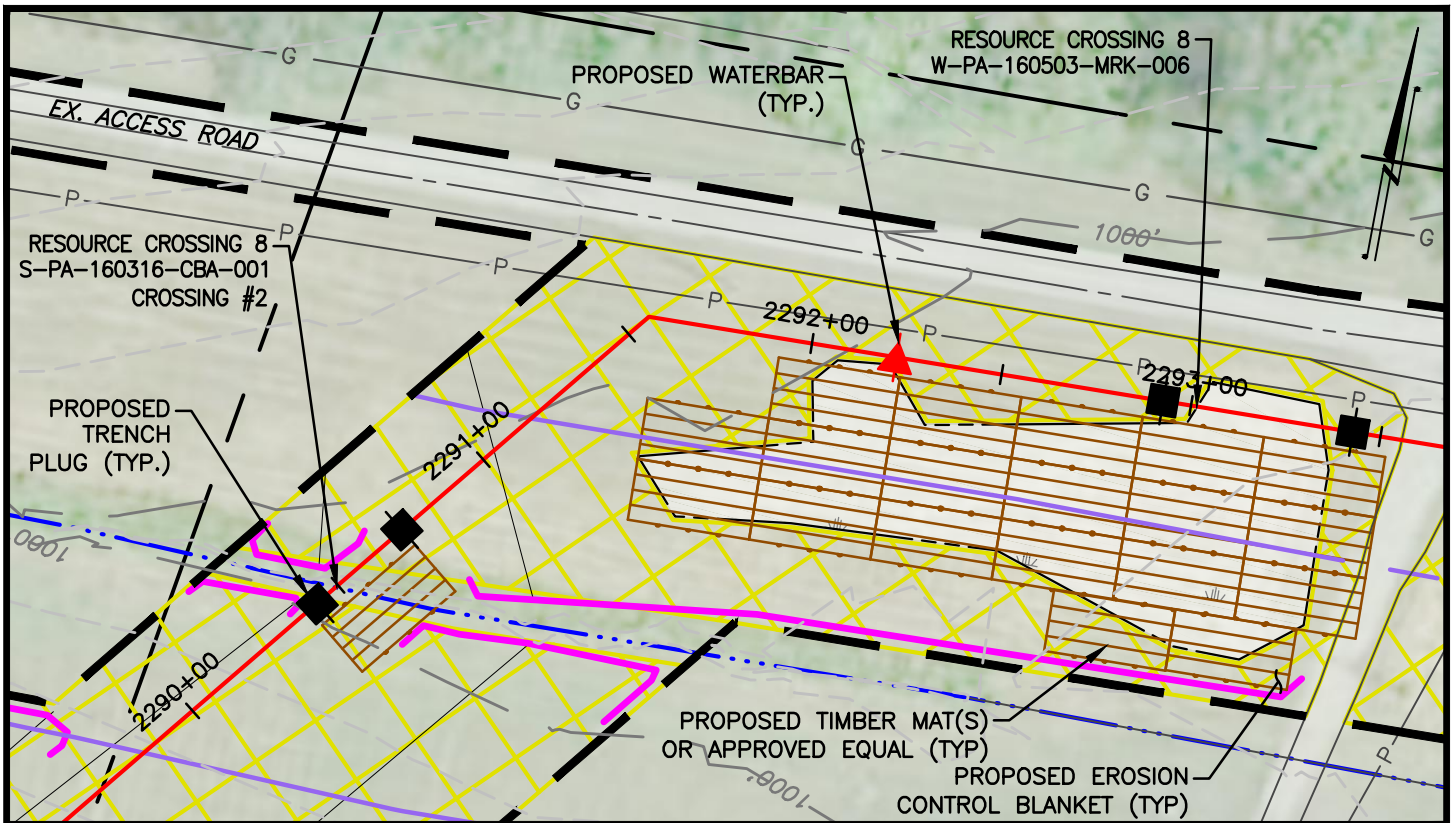 RESOURCE CROSSING 8
W-PA-160503-MRK-006
PROPOSED WATERBAR
(TYP.)
G
G
G
G
G
EX. ACCESS ROAD
P
P
P
P
P
P
P
P
1000'
RESOURCE CROSSING 8
S-PA-160316-CBA-001
CROSSING #2
2292+00
2293+00
PROPOSED
TRENCH
PLUG (TYP.)
2291+00
1000
2290+00
N
PROPOSED TIMBER MAT(S)
OR APPROVED EQUAL (TYP)
PROPOSED EROSION
CONTROL BLANKET (TYP)
1000'